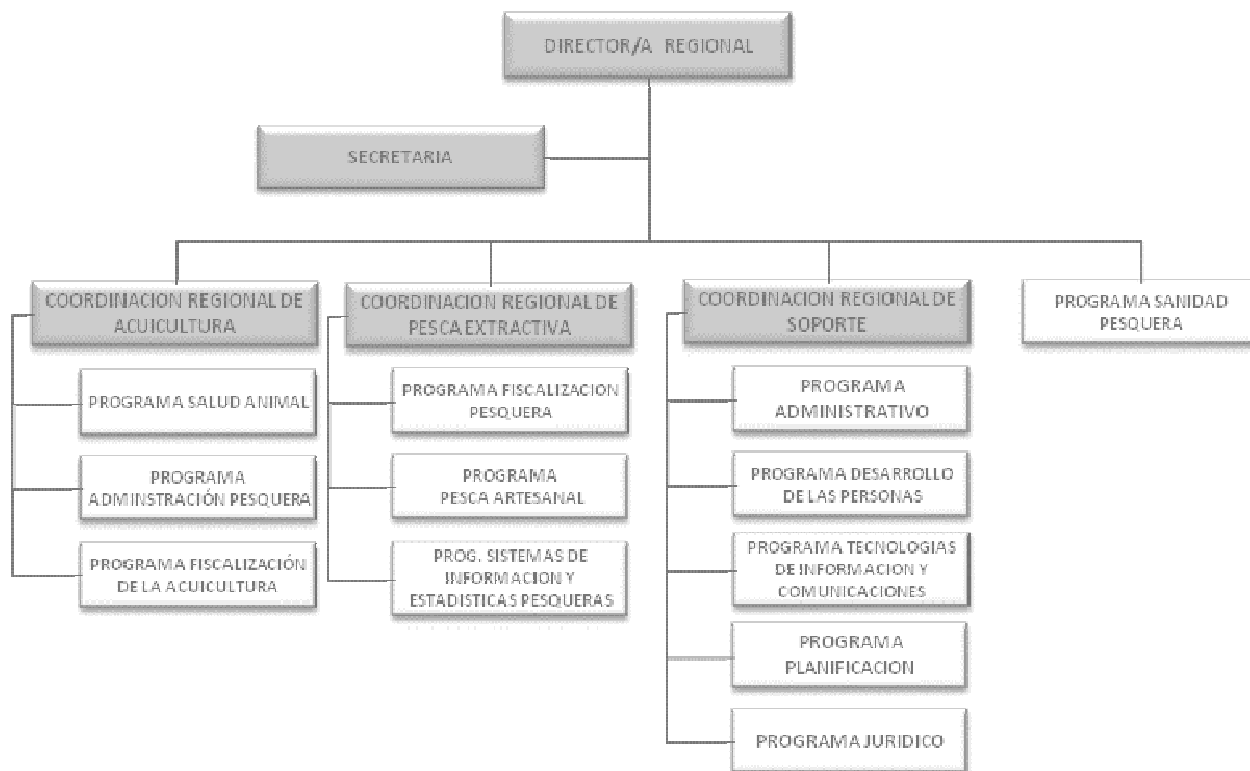 DIRECTOR/A REGIONAL
SECRETARIA
COORDINACION REGIONAL DE
ACUICULTURA
PROGRAMA SALUD ANIMAL
PROGRAMA
ADMINSTRACIÓN PESQUERA
PROGRAMA FISCALIZACIÓN
DE LA ACUICULTURA
COORDINACION REGIONAL DE
PESCA EXTRACTIVA
PROGRAMA FISCALIZACION
PESQUERA
PROGRAMA
PESCA ARTESANAL
PROG. SISTEMAS DE
INFORMACION Y
ESTADISTICAS PESQUERAS
COORDINACION REGIONAL DE
SOPORTE
PROGRAMA
ADMINISTRATIVO
PROGRAMA DESARROLLO
DE LAS PERSONAS
PROGRAMA TECNOLOGIAS
DE INFORMACION Y
COMUNICACIONES
PROGRAMA
PLANIFICACION
PROGRAMA JURIDICO
PROGRAMA SANIDAD
PESQUERA